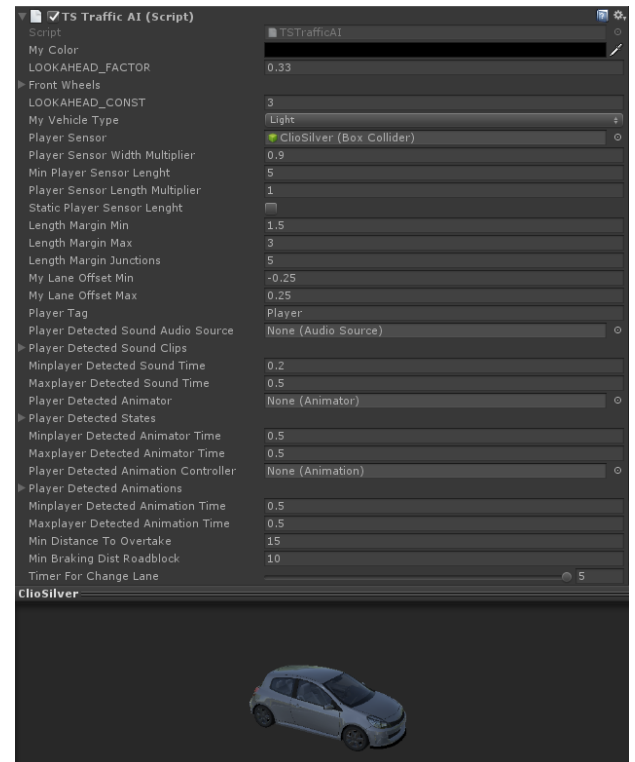 TS Traffic AI (Script)
Script TSTrafficAI
My Color
LOOKAHEAD_FACTOR 0.33
Front Wheels
LOOKAHEAD_CONST 3
My Vehicle Type Light
Player Sensor ClioSilver (Box Collider)
Player Sensor Width Multiplier 0.9
Min Player Sensor Lenght 5
Player Sensor Length Multiplier 1
Static Player Sensor Lenght
Length Margin Min 1.5
Length Margin Max 3
Length Margin Junctions 5
My Lane Offset Min -0.25
My Lane Offset Max 0.25
Player Tag Player
Player Detected Sound Audio Source None (Audio Source)
Player Detected Sound Clips
Minplayer Detected Sound Time 0.2
Maxplayer Detected Sound Time 0.5
Player Detected Animator None (Animator)
Player Detected States
Minplayer Detected Animator Time 0.5
Maxplayer Detected Animator Time 0.5
Player Detected Animation Controller None (Animation)
Player Detected Animations
Minplayer Detected Animation Time 0.5
Maxplayer Detected Animation Time 0.5
Min Distance To Overtake 15
Min Braking Dist Roadblock 10
Timer For Change Lane 5
ClioSilver